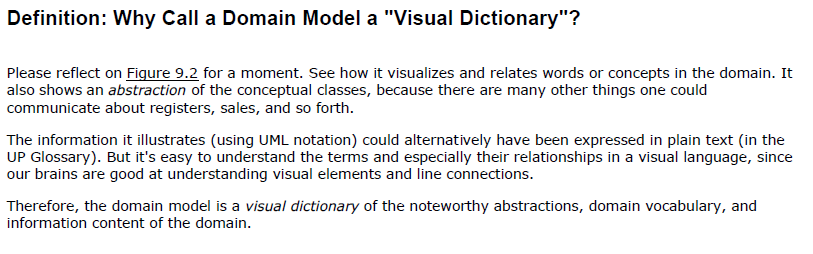 Definition: Why Call a Domain Model a "Visual Dictionary"?
Please reflect on Figure 9.2 for a moment. See how it visualizes and relates words or concepts in the domain. It
also shows an abstraction of the conceptual classes, because there are many other things one could
communicate about registers, sales, and so forth.
The information it illustrates (using UML notation) could alternatively have been expressed in plain text (in the
UP Glossary). But it's easy to understand the terms and especially their relationships in a visual language, since
our brains are good at understanding visual elements and line connections.
Therefore, the domain model is a visual dictionary of the noteworthy abstractions, domain vocabulary, and
information content of the domain.